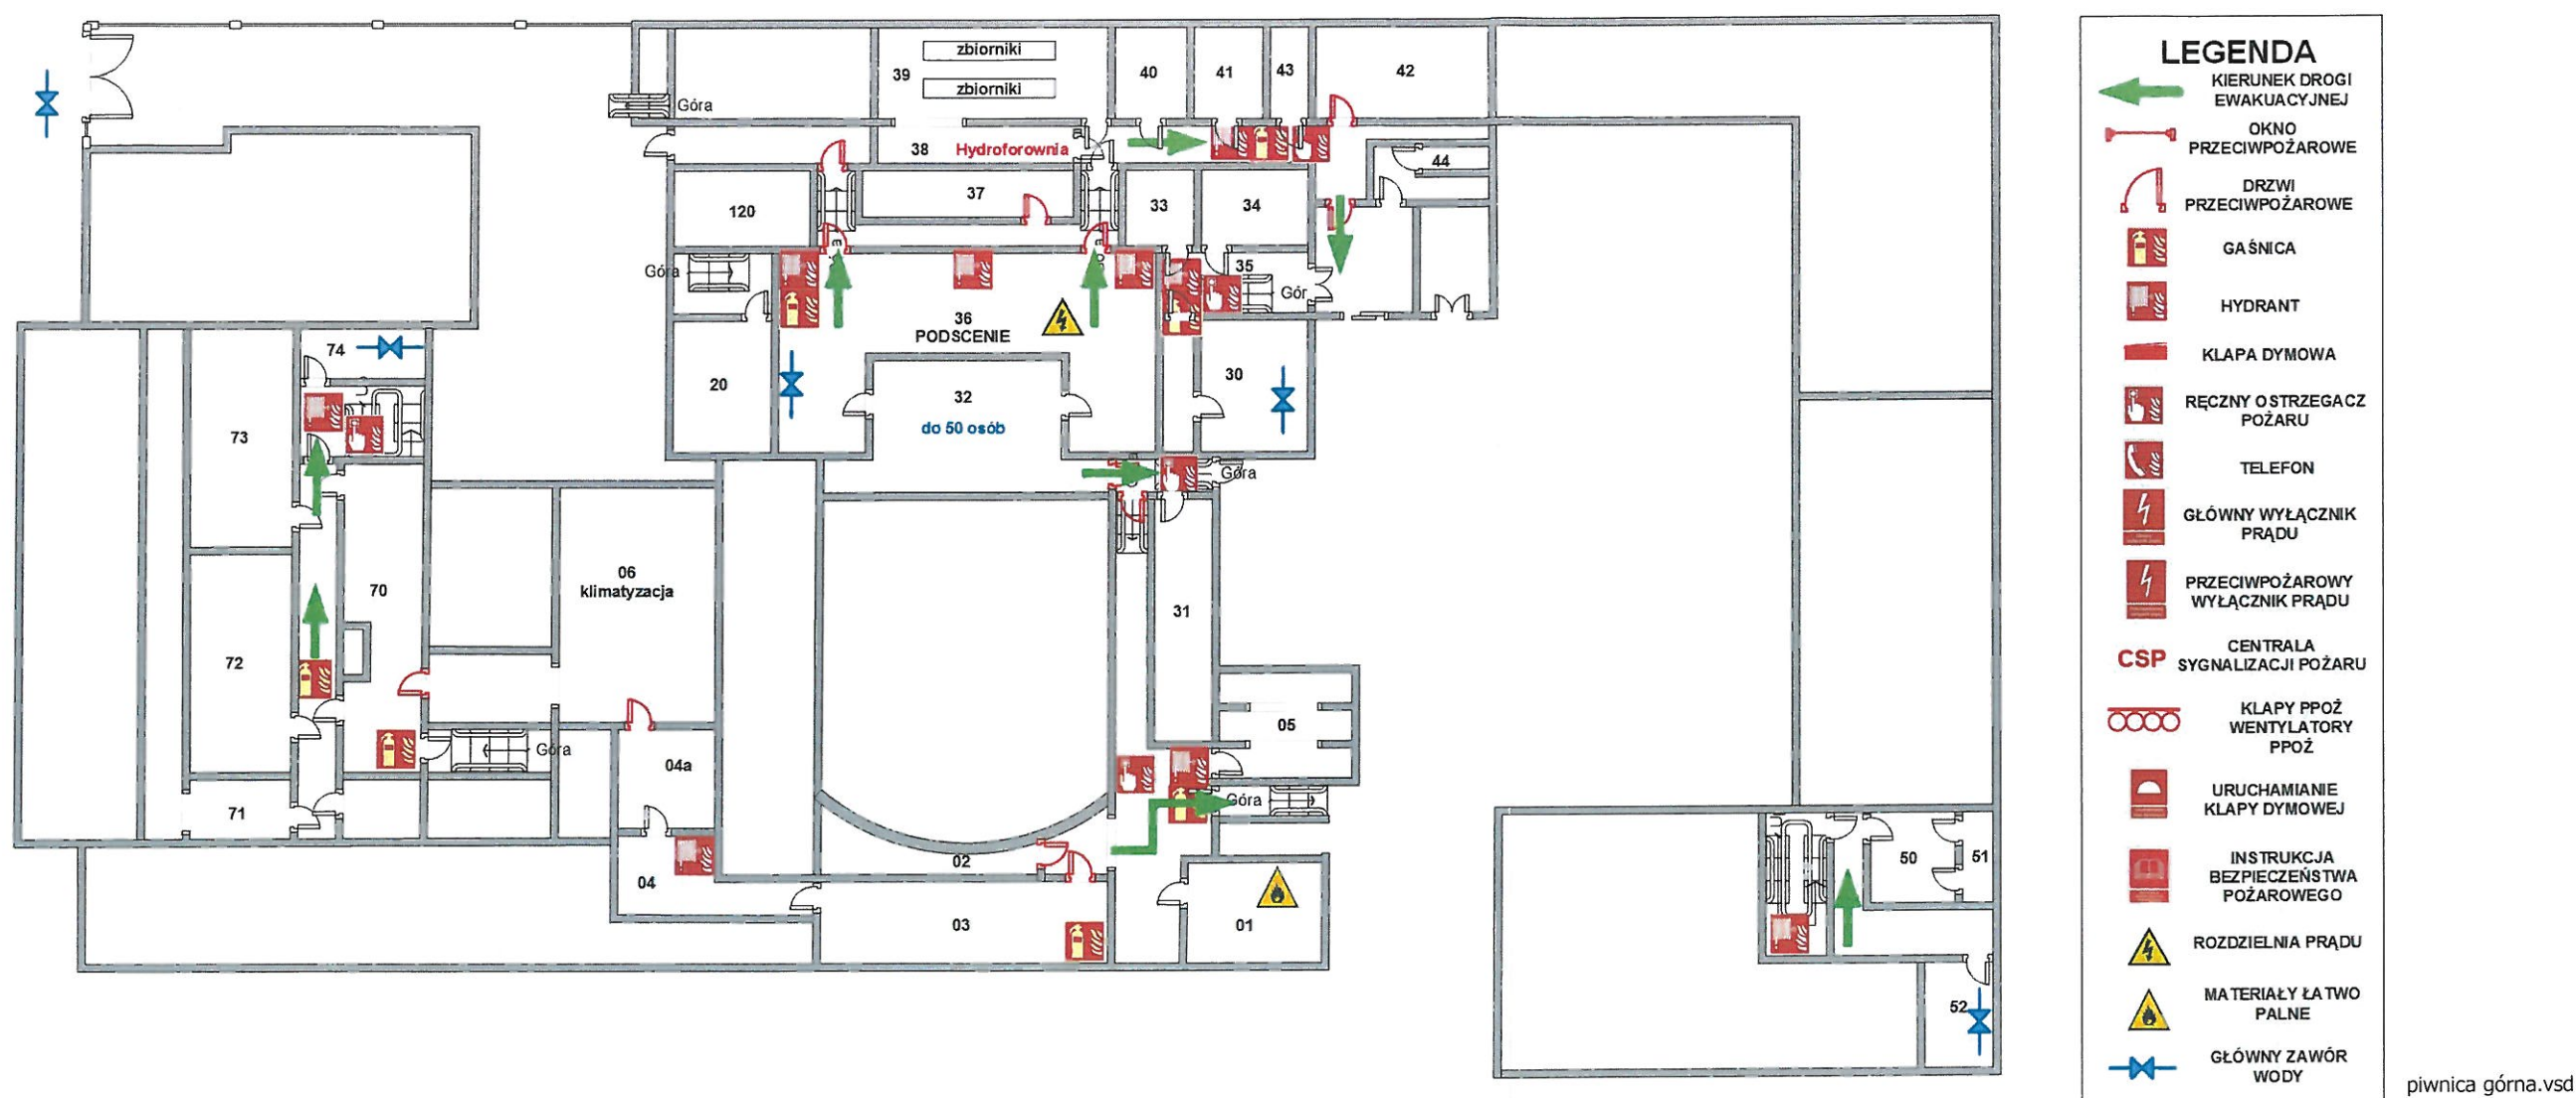 zbiorniki
39
zbiorniki
40
41
43
42
Góra
38
Hydroforownia
44
120
37
33
34
Góra
35
Gór
36
PODSCENIE
74
20
32
do 50 osób
30
73
Góra
06
klimatyzacja
70
31
72
05
Góra
04a
Góra
71
02
04
03
01
50
51
52
LEGENDA
KIERUNEK DROGI
EWAKUACYJNEJ
OKNO
PRZECIWPOŻAROWE
DRZWI
PRZECIWPOŻAROWE
GAŚNICA
HYDRANT
KLAPA DYMOWA
RĘCZNY OSTRZEGACZ
POŻARU
TELEFON
GŁÓWNY WYŁĄCZNIK
PRĄDU
PRZECIWPOŻAROWY
WYŁĄCZNIK PRĄDU
CSP
CENTRALA
SYGNALIZACJI POŻARU
KLAPY PPOŻ
WENTYLATORY
PPOŻ
URUCHAMIANIE
KLAPY DYMOWEJ
INSTRUKCJA
BEZPIECZEŃSTWA
POŻAROWEGO
ROZDZIELNIA PRĄDU
MATERIAŁY ŁATWO
PALNE
GŁÓWNY ZAWÓR
WODY
piwnica górna.vsd